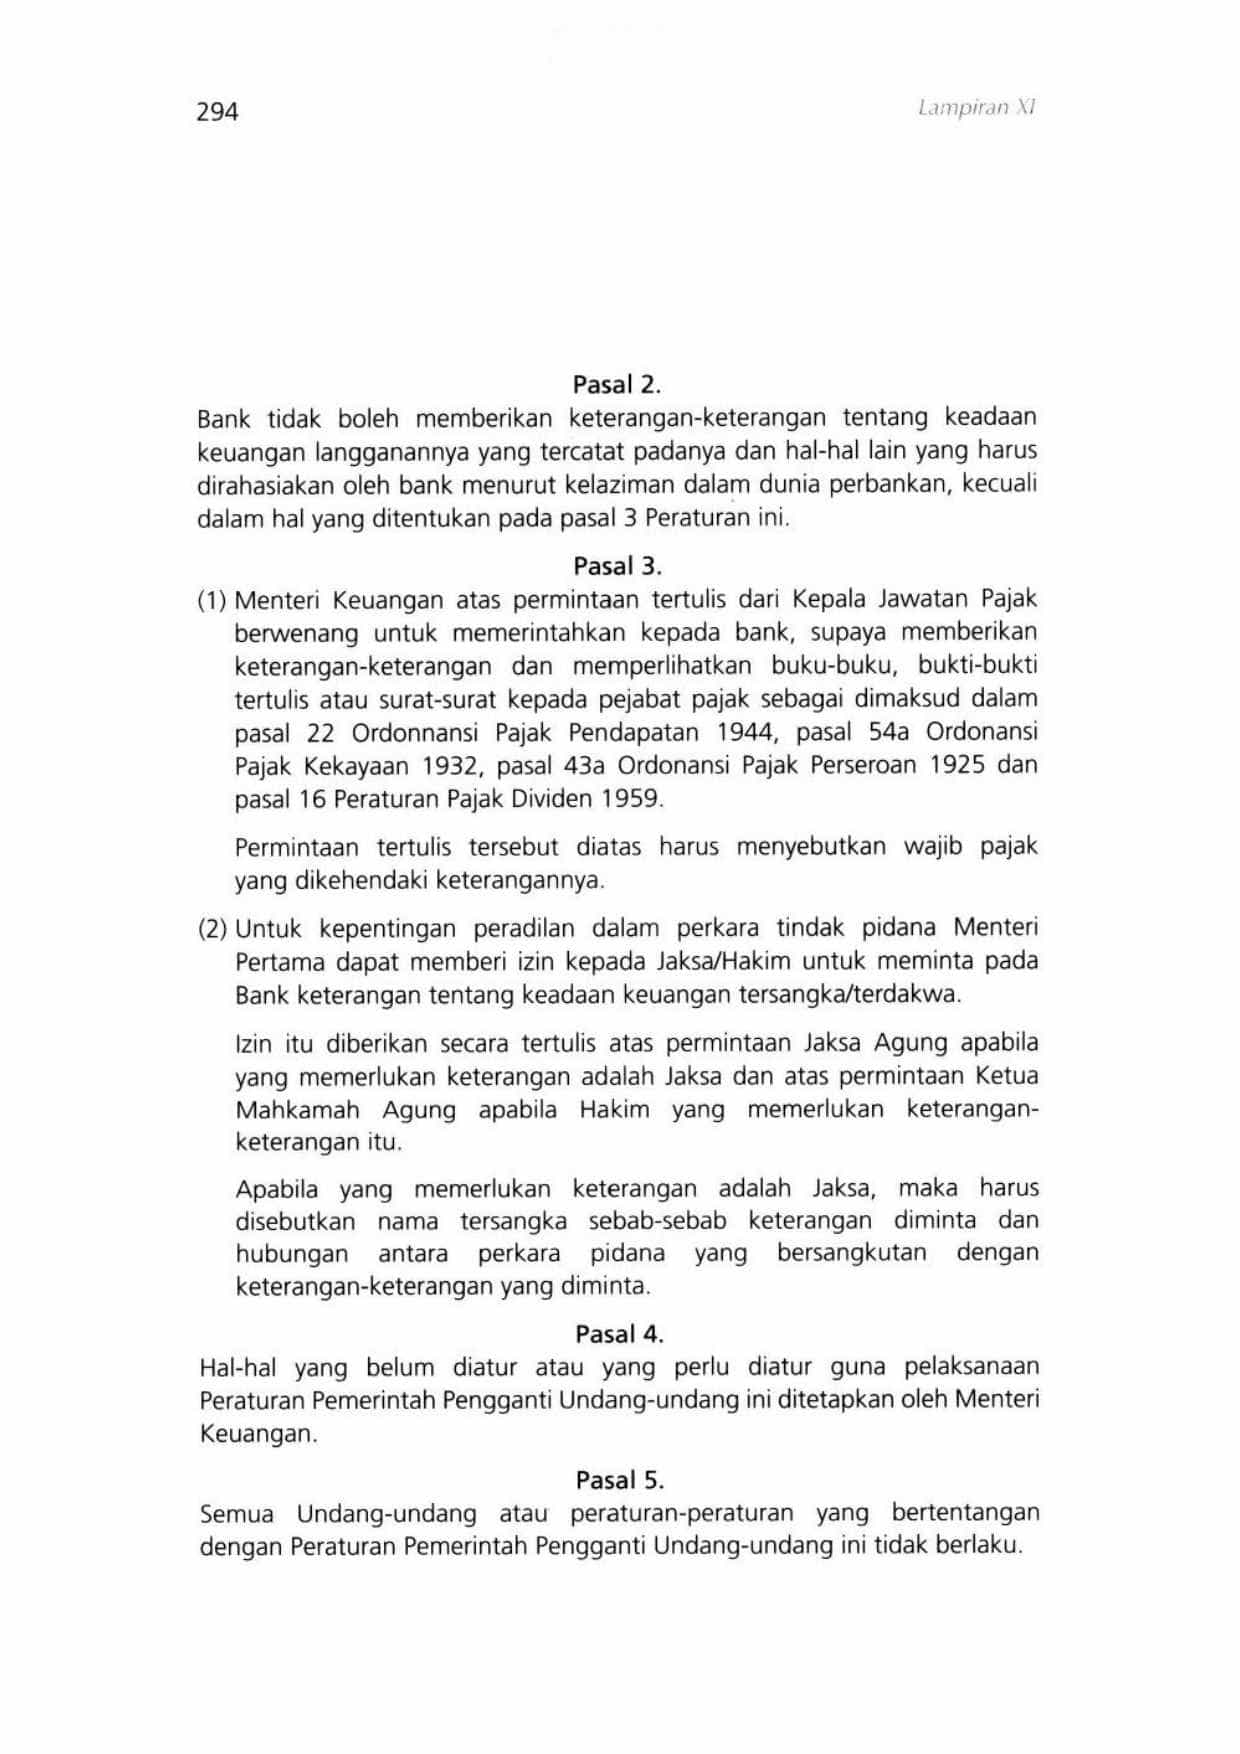 294
Lampiran XI
Pasal 2.
Bank tidak boleh memberikan keterangan-keterangan tentang keadaan
keuangan langganannya yang tercatat padanya dan hal-hal lain yang harus
dirahasiakan oleh bank menurut kelaziman dalam dunia perbankan, kecuali
dalam hal yang ditentukan pada pasal 3 Peraturan ini.
Pasal 3.
(1) Menteri Keuangan atas permintaan tertulis dari Kepala Jawatan Pajak
berwenang untuk memerintahkan kepada bank, supaya memberikan
keterangan-keterangan dan memperlihatkan buku-buku, bukti-bukti
tertulis atau surat-surat kepada pejabat pajak sebagai dimaksud dalam
pasal 22 Ordonnansi Pajak Pendapatan 1944, pasal 54a Ordonansi
Pajak Kekayaan 1932, pasal 43a Ordonansi Pajak Perseroan 1925 dan
pasal 16 Peraturan Pajak Dividen 1959.
Permintaan tertulis tersebut diatas harus menyebutkan wajib pajak
yang dikehendaki keterangannya.
(2) Untuk kepentingan peradilan dalam perkara tindak pidana Menteri
Pertama dapat memberi izin kepada Jaksa/Hakim untuk meminta pada
Bank keterangan tentang keadaan keuangan tersangka/terdakwa.
Izin itu diberikan secara tertulis atas permintaan Jaksa Agung apabila
yang memerlukan keterangan adalah Jaksa dan atas permintaan Ketua
Mahkamah Agung apabila Hakim yang memerlukan keterangan-
keterangan itu.
Apabila yang memerlukan keterangan adalah Jaksa, maka harus
disebutkan nama tersangka sebab-sebab keterangan diminta dan
hubungan antara perkara pidana yang bersangkutan dengan
keterangan-keterangan yang diminta.
Pasal 4.
Hal-hal yang belum diatur atau yang perlu diatur guna pelaksanaan
Peraturan Pemerintah Pengganti Undang-undang ini ditetapkan oleh Menteri
Keuangan.
Pasal 5.
Semua Undang-undang atau peraturan-peraturan yang bertentangan
dengan Peraturan Pemerintah Pengganti Undang-undang ini tidak berlaku.